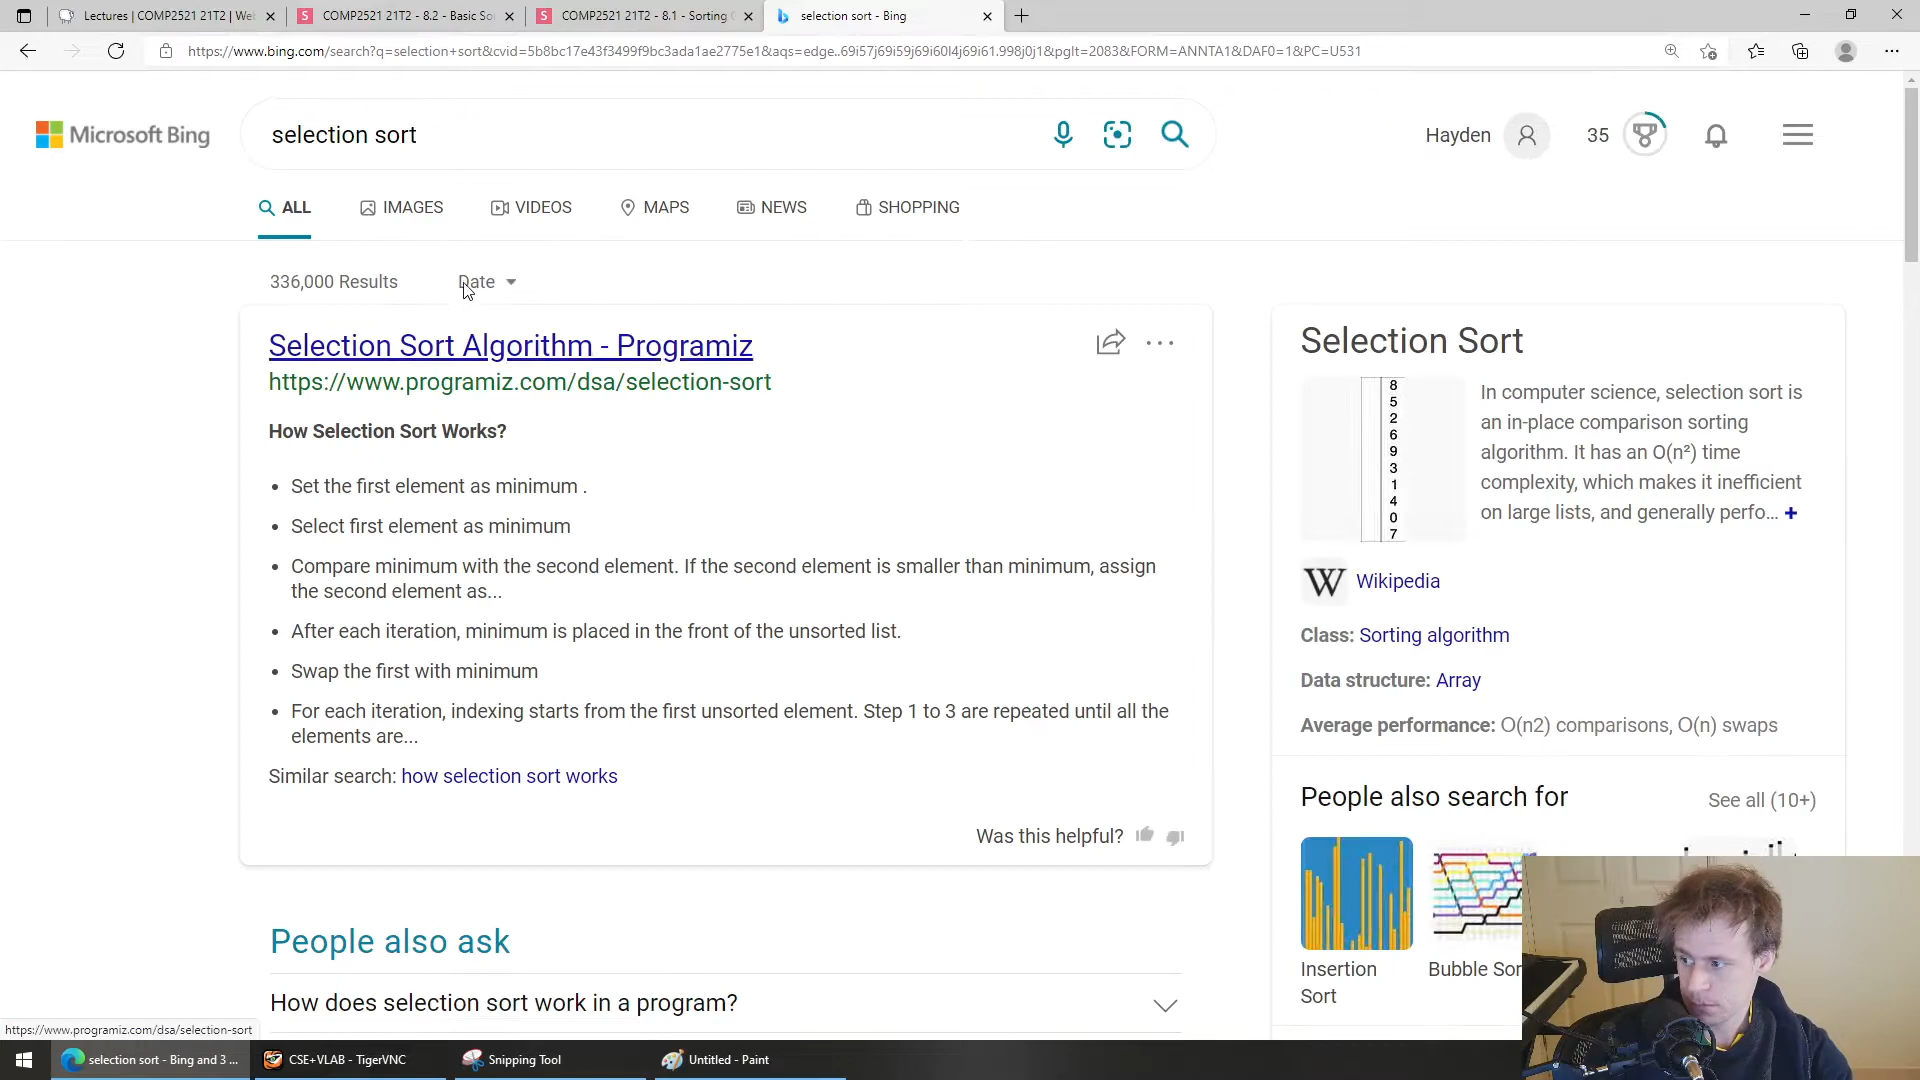 Lectures | COMP2521 21T2 | Web
COMP2521 21T2 - 8.2 - Basic So
COMP2521 21T2 - 8.1 - Sorting
selection sort - Bing
https://www.bing.com/search?q=selection+sort&cvid=5b8bc17e43f3499f9bc3ada1ae2775e1&aqs=edge..69i57j69i59j69i60l4j69i61.998j0j1&pglt=2083&FORM=ANNTA1&DAF0=1&PC=U531
Microsoft Bing
selection sort
Hayden
35
ALL
IMAGES
VIDEOS
MAPS
NEWS
SHOPPING
336,000 Results
Date
Selection Sort Algorithm - Programiz
https://www.programiz.com/dsa/selection-sort
How Selection Sort Works?
• Set the first element as minimum .
• Select first element as minimum
• Compare minimum with the second element. If the second element is smaller than minimum, assign
the second element as...
• After each iteration, minimum is placed in the front of the unsorted list.
• Swap the first with minimum
• For each iteration, indexing starts from the first unsorted element. Step 1 to 3 are repeated until all the
elements are...
Similar search: how selection sort works
Was this helpful?
People also ask
How does selection sort work in a program?
Selection Sort
8
5
2
6
9
3
1
4
0
7
In computer science, selection sort is
an in-place comparison sorting
algorithm. It has an O(n²) time
complexity, which makes it inefficient
on large lists, and generally perfo... +
W
Wikipedia
Class: Sorting algorithm
Data structure: Array
Average performance: O(n2) comparisons, O(n) swaps
People also search for
See all (10+)
Insertion
Sort
Bubble Sor
https://www.programiz.com/dsa/selection-sort
selection sort - Bing and 3 ...
CSE+VLAB - TigerVNC
Snipping Tool
Untitled - Paint